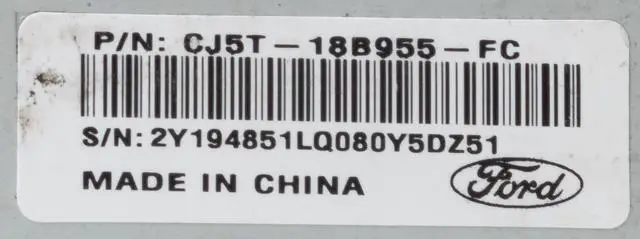 P/N: CJ5T-18B955-FC
S/N: 2Y194851LQ080Y5DZ51
MADE IN CHINA
Ford